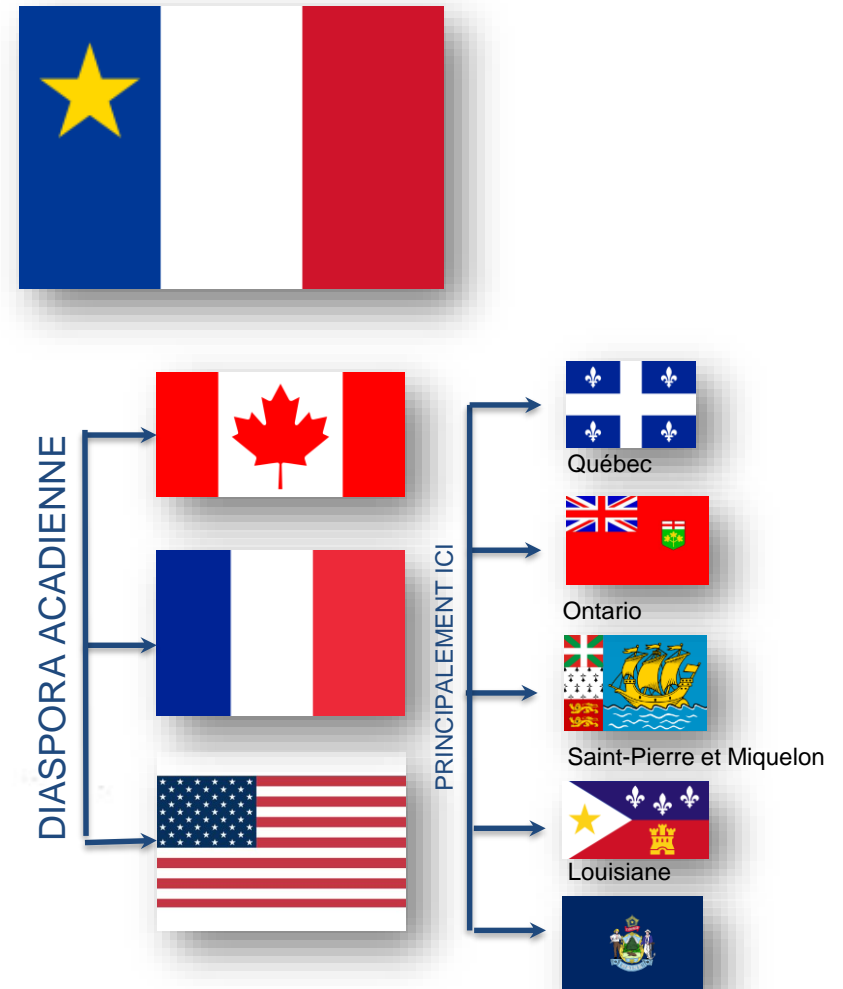 DIASPORA ACADIENNE
PRINCIPALEMENT ICI
Québec
Ontario
Saint-Pierre et Miquelon
Louisiane